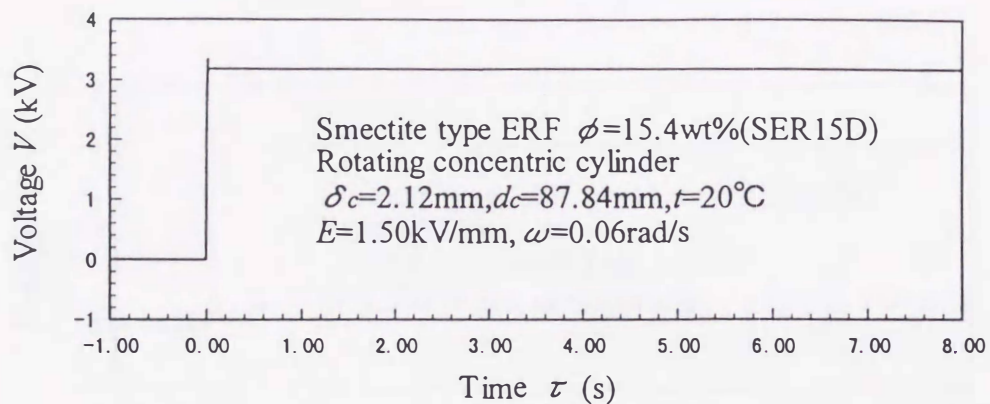 4
3
2
1
0
-1
Voltage V (kV)
Smectite type ERF ϕ=15.4wt%(SER15D)
Rotating concentric cylinder
δc=2.12mm,dc=87.84mm,t=20℃
E=1.50kV/mm, ω=0.06rad/s
-1.00 0.00 1.00 2.00 3.00 4.00 5.00 6.00 7.00 8.00
Time τ (s)